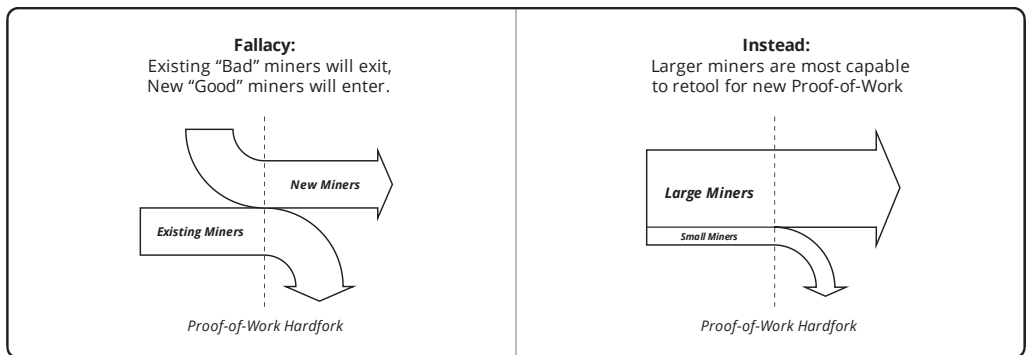 Fallacy:
Existing “Bad” miners will exit,
New “Good” miners will enter.
New Miners
Existing Miners
Proof-of-Work Hardfork
Instead:
Larger miners are most capable
to retool for new Proof-of-Work
Large Miners
Small Miners
Proof-of-Work Hardfork